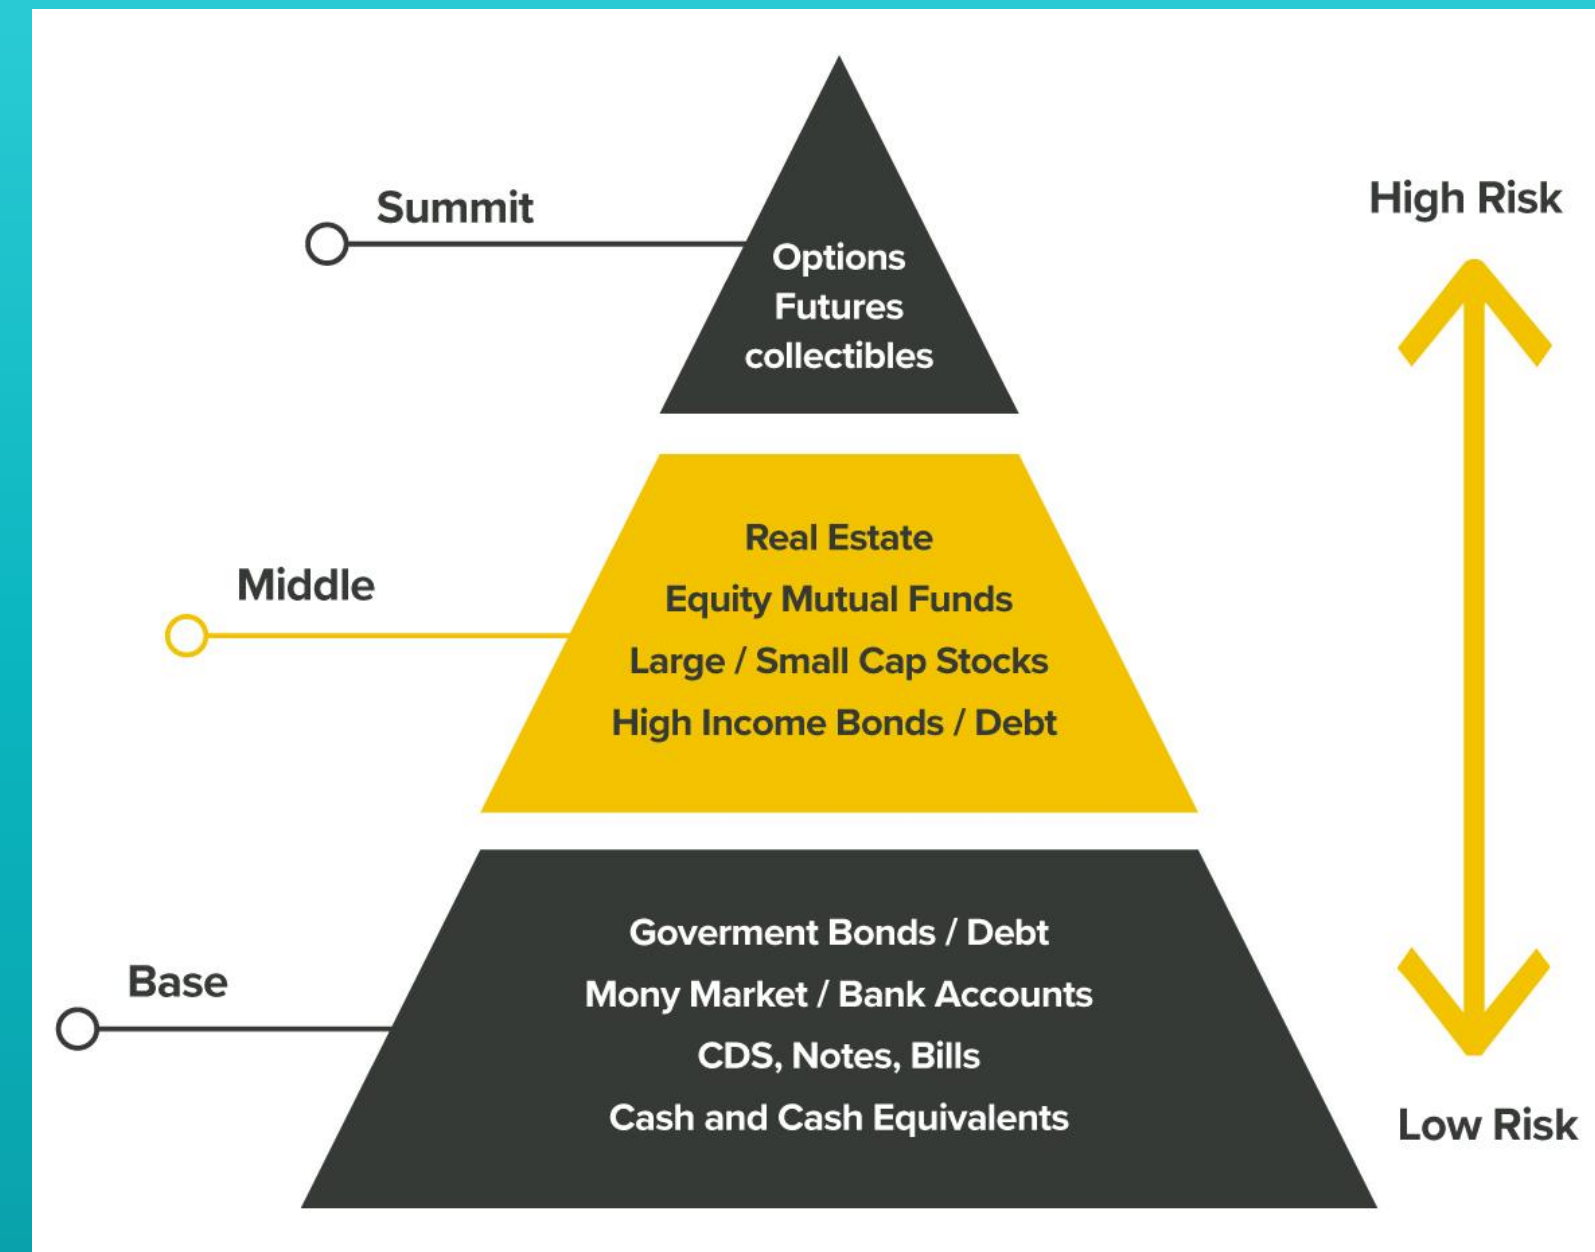 Summit
High Risk
Options
Futures
collectibles
Middle
Real Estate
Equity Mutual Funds
Large / Small Cap Stocks
High Income Bonds / Debt
Base
Goverment Bonds / Debt
Mony Market / Bank Accounts
CDS, Notes, Bills
Cash and Cash Equivalents
Low Risk